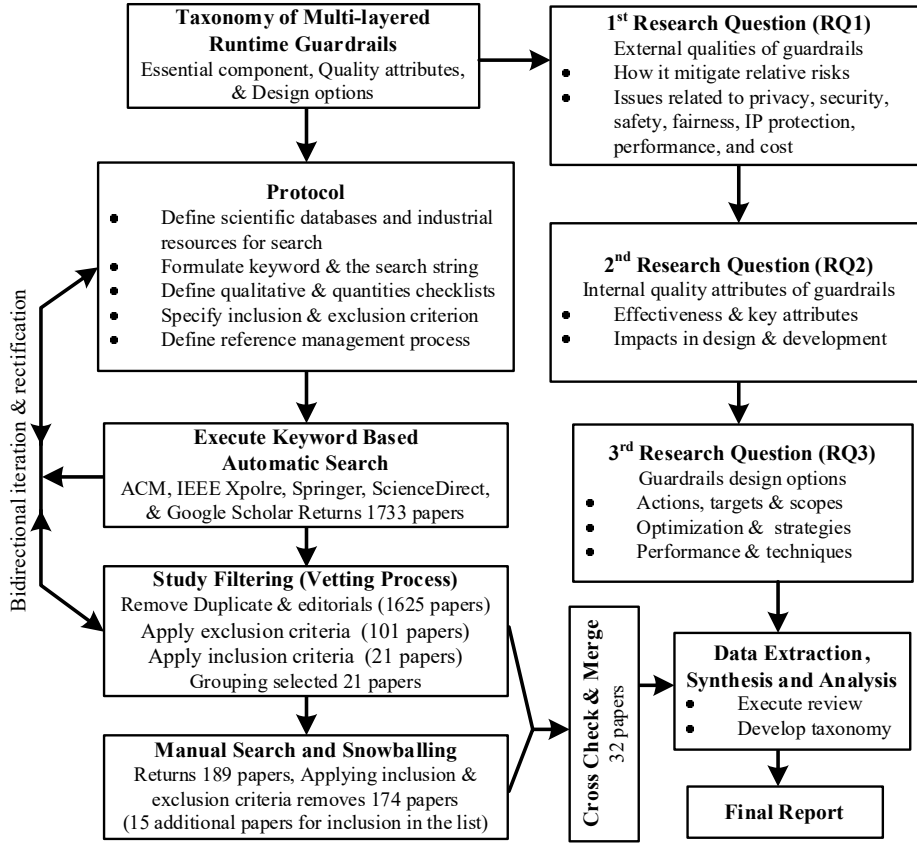 Taxonomy of Multi-layered
Runtime Guardrails
Essential component, Quality attributes,
& Design options
1st Research Question (RQ1)
External qualities of guardrails
• How it mitigate relative risks
• Issues related to privacy, security,
safety, fairness, IP protection,
performance, and cost
Protocol
• Define scientific databases and industrial
resources for search
• Formulate keyword & the search string
• Define qualitative & quantities checklists
• Specify inclusion & exclusion criterion
• Define reference management process
2nd Research Question (RQ2)
Internal quality attributes of guardrails
• Effectiveness & key attributes
• Impacts in design & development
Bidirectional iteration & rectification
Execute Keyword Based
Automatic Search
ACM, IEEE Xpolre, Springer, ScienceDirect,
& Google Scholar Returns 1733 papers
3rd Research Question (RQ3)
Guardrails design options
• Actions, targets & scopes
• Optimization & strategies
• Performance & techniques
Study Filtering (Vetting Process)
Remove Duplicate & editorials (1625 papers)
Apply exclusion criteria (101 papers)
Apply inclusion criteria (21 papers)
Grouping selected 21 papers
Manual Search and Snowballing
Returns 189 papers, Applying inclusion &
exclusion criteria removes 174 papers
(15 additional papers for inclusion in the list)
Cross Check & Merge
32 papers
Data Extraction,
Synthesis and Analysis
• Execute review
• Develop taxonomy
Final Report